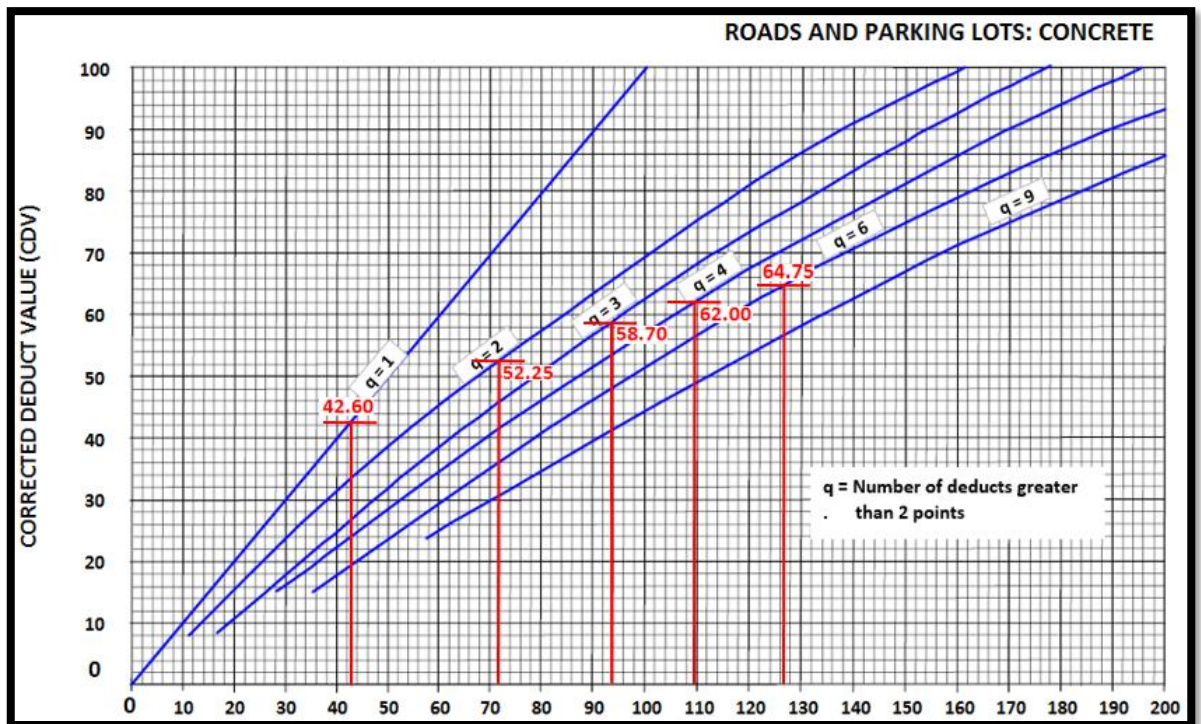 ROADS AND PARKING LOTS: CONCRETE
CORRECTED DEDUCT VALUE (CDV)
100
90
80
70
60
50
40
30
20
10
0
q = 1
q = 2
q = 3
q = 4
q = 6
q = 9
42.60
52.25
58.70
62.00
64.75
q = Number of deducts greater
. than 2 points
0 10 20 30 40 50 60 70 80 90 100 110 120 130 140 150 160 170 180 190 200